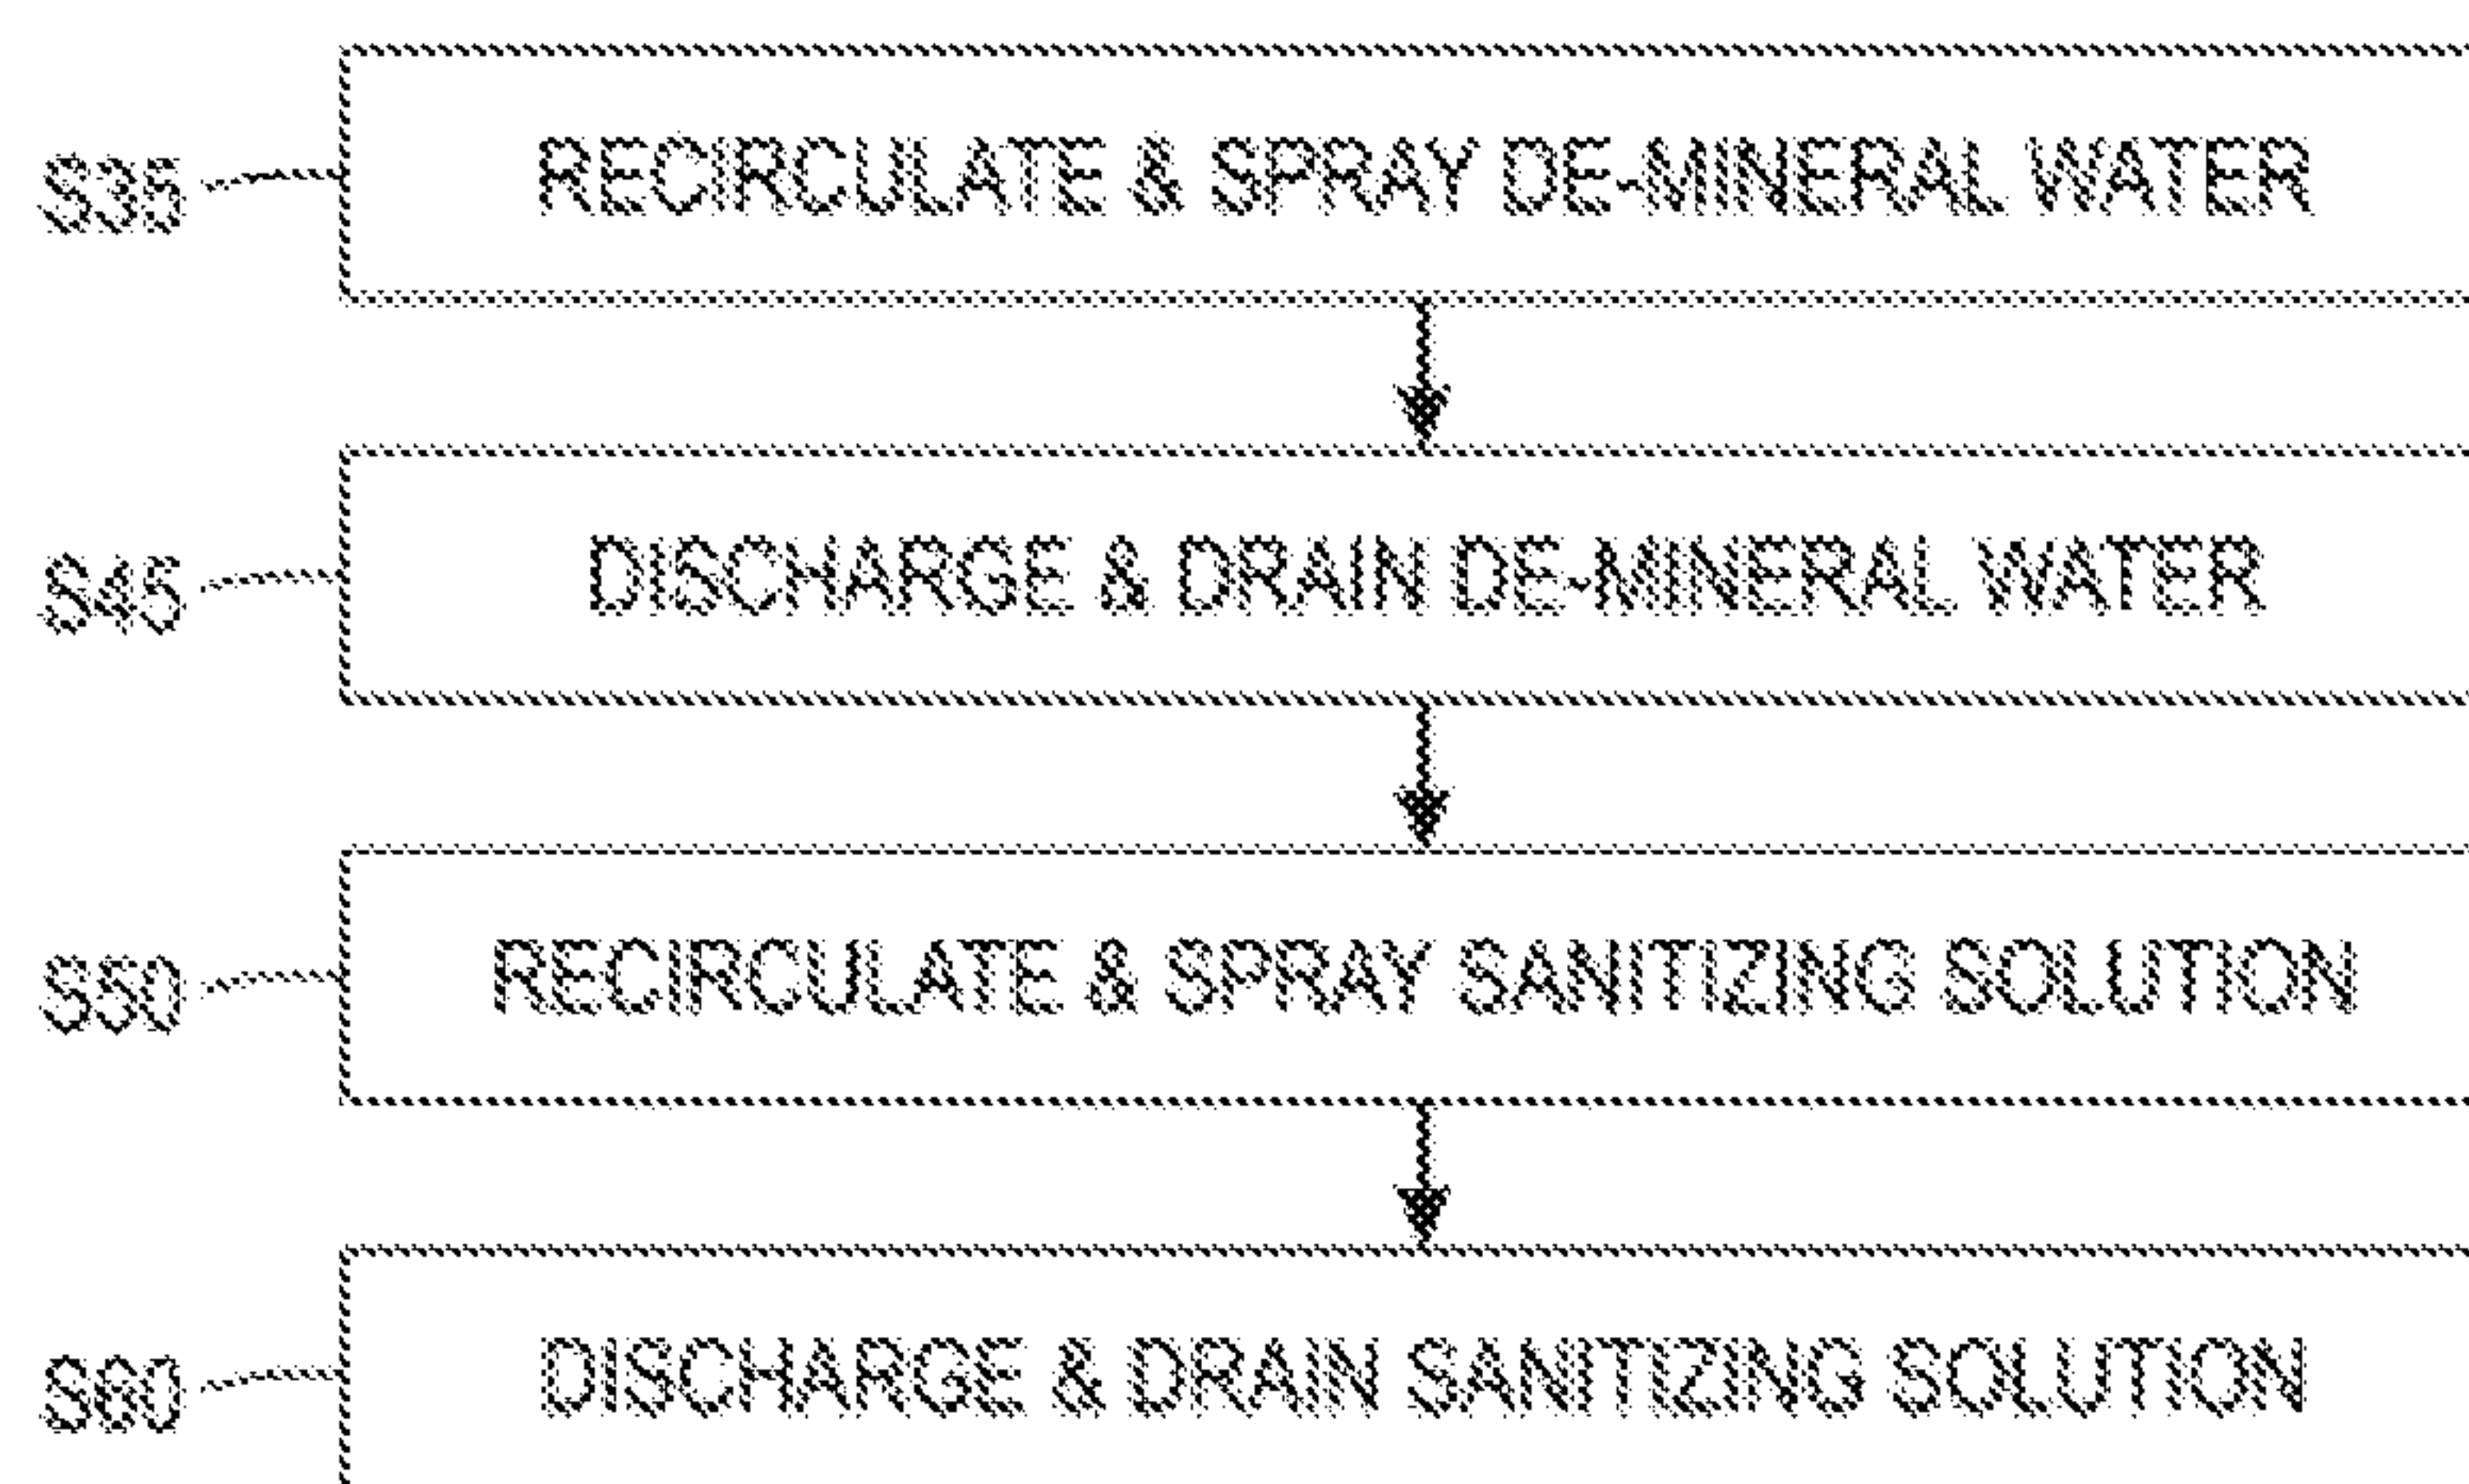 S35 RECIRCULATE & SPRAY DE-MINERAL WATER
S45 DISCHARGE & DRAIN DE-MINERAL WATER
S50 RECIRCULATE & SPRAY SANITIZING SOLUTION
S60 DISCHARGE & DRAIN SANITIZING SOLUTION